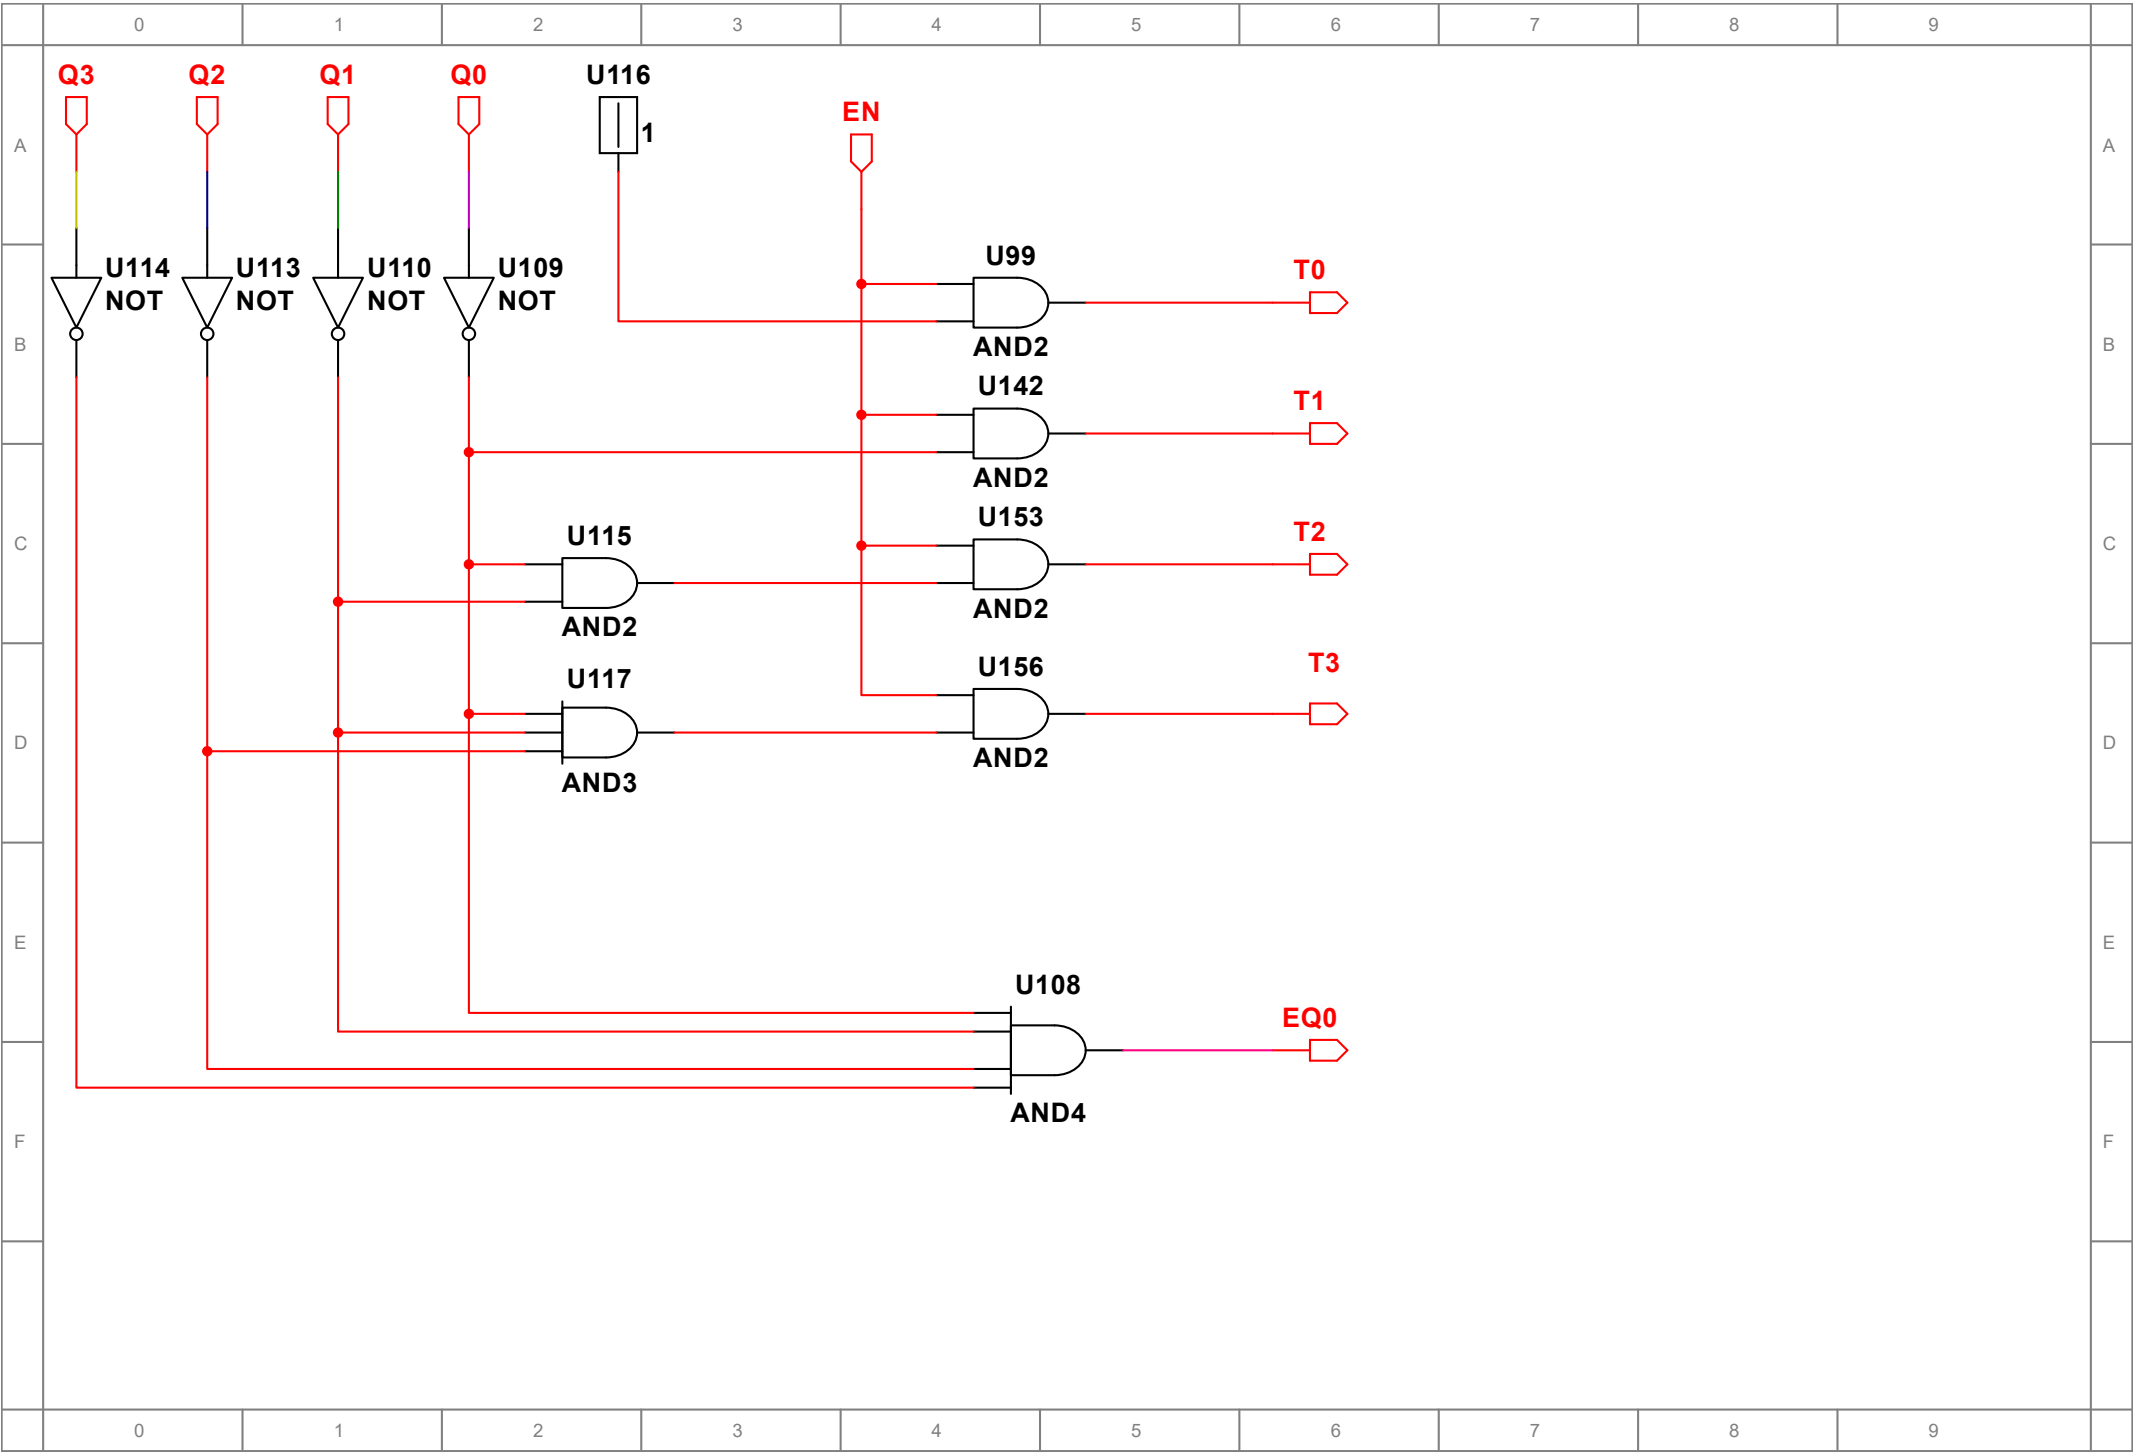 0 1 2 3 4 5 6 7 8 9
Q3 Q2 Q1 Q0 U116
EN
1
A A
U99
U114 U113 U110 U109
T0
NOT NOT NOT NOT
B B
AND2
U142
T1
AND2
U153
U115
T2
C C
AND2
AND2
T3
U156
U117
D D
AND2
AND3
E E
U108
EQ0
AND4
F F
0 1 2 3 4 5 6 7 8 9